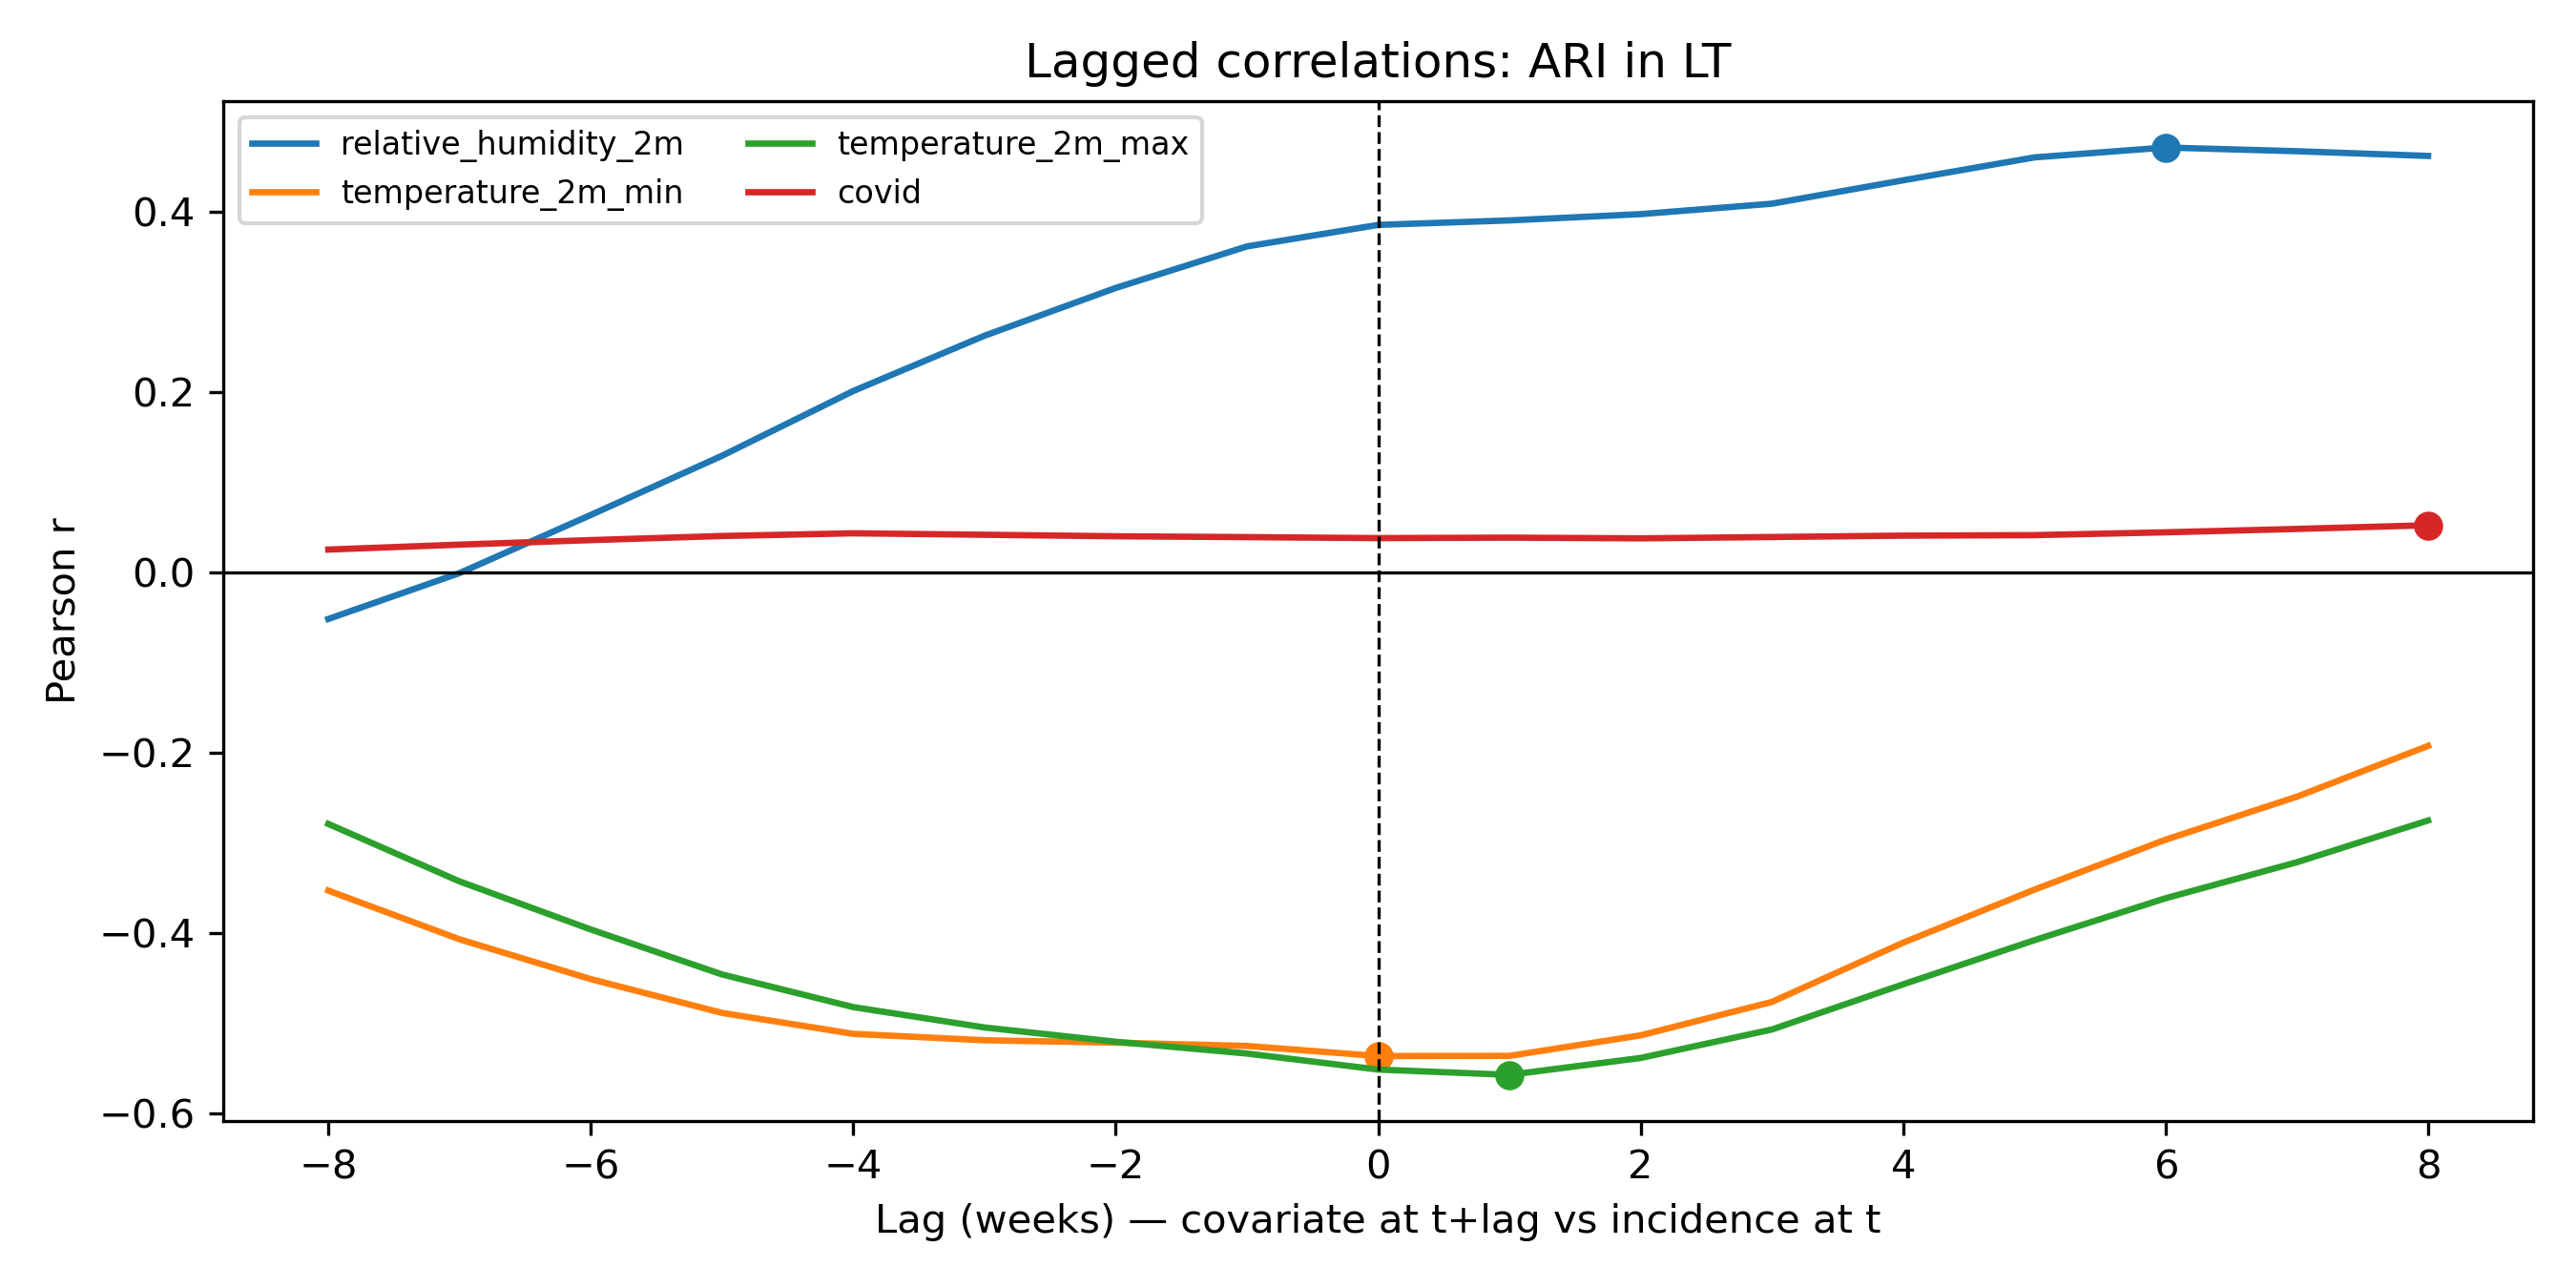 Lagged correlations: ARI in LT
relative_humidity_2m
temperature_2m_min
temperature_2m_max
covid
Pearson r
0.4
0.2
0.0
−0.2
−0.4
−0.6
−8 −6 −4 −2 0 2 4 6 8
Lag (weeks) — covariate at t+lag vs incidence at t